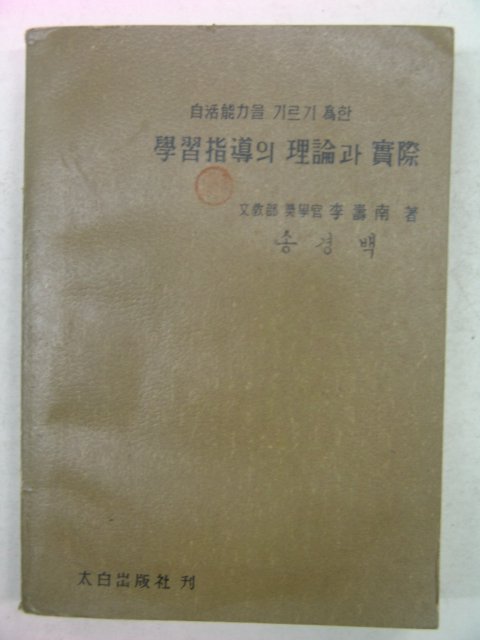 自活能力을 기르기 爲한
學習指導의 理論과 實際
文敎部 奬學官 李壽南 著
송경백
太白出版社 刊